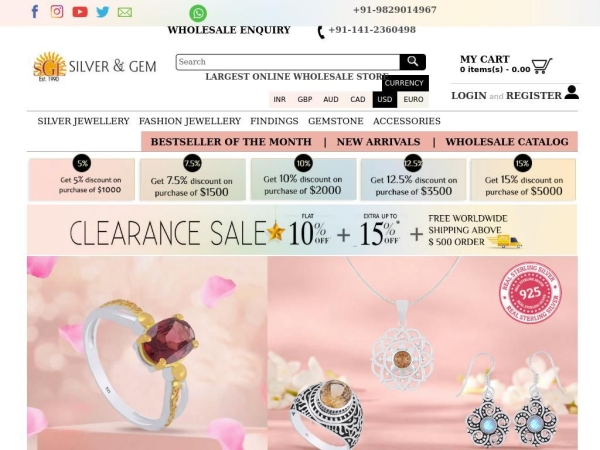 +91-9829014967
WHOLESALE ENQUIRY
+91-141-2360498
SGI
Est. 1990
SILVER & GEM
Search
LARGEST ONLINE WHOLESALE STORE
CURRENCY
INR GBP AUD CAD USD EURO
MY CART
0 items(s) - 0.00
LOGIN and REGISTER
SILVER JEWELLERY FASHION JEWELLERY FINDINGS GEMSTONE ACCESSORIES
BESTSELLER OF THE MONTH | NEW ARRIVALS | WHOLESALE CATALOG
5%
Get 5% discount on
purchase of $1000
7.5%
Get 7.5% discount on
purchase of $1500
10%
Get 10% discount on
purchase of $2000
12.5%
Get 12.5% discount on
purchase of $3500
15%
Get 15% discount on
purchase of $5000
CLEARANCE SALE
FLAT
10% OFF
+
EXTRA UP TO
15%* OFF
+
FREE WORLDWIDE
SHIPPING ABOVE
$ 500 ORDER
REAL STERLING SILVER
925
REAL STERLING SILVER